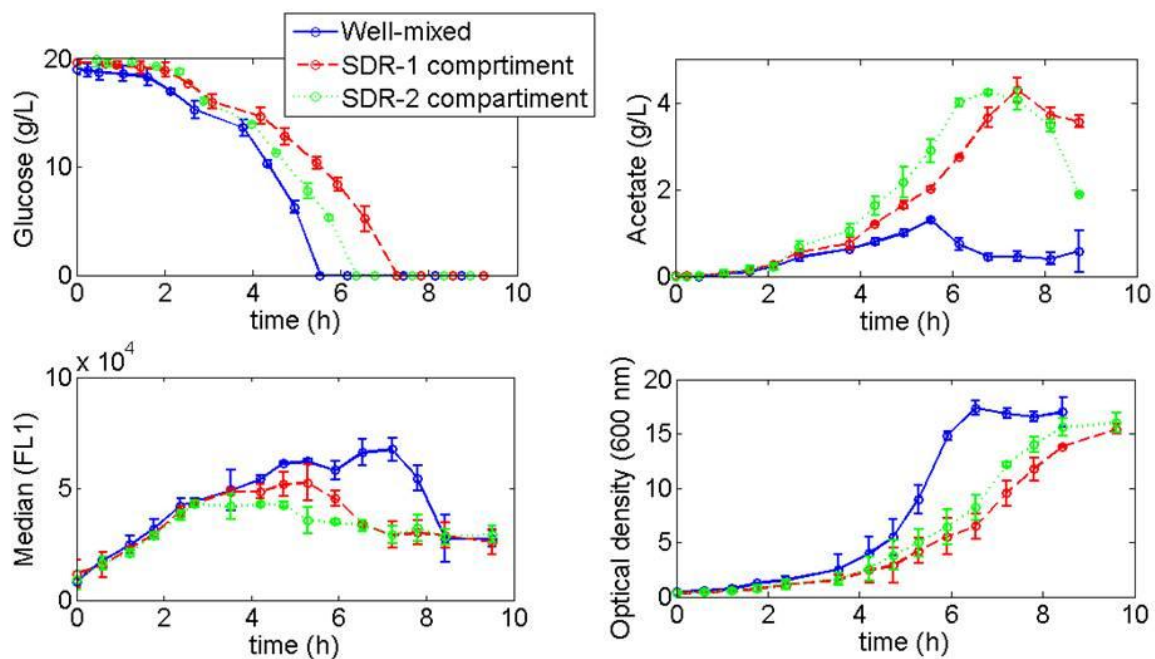 Well-mixed
SDR-1 comprtiment
SDR-2 compartiment
20
10
0
Glucose (g/L)
0 2 4 6 8 10
time (h)
4
2
0
Acetate (g/L)
0 2 4 6 8 10
time (h)
x 10^4
10
5
0
Median (FL1)
0 2 4 6 8 10
time (h)
20
15
10
5
0
Optical density (600 nm)
0 2 4 6 8 10
time (h)